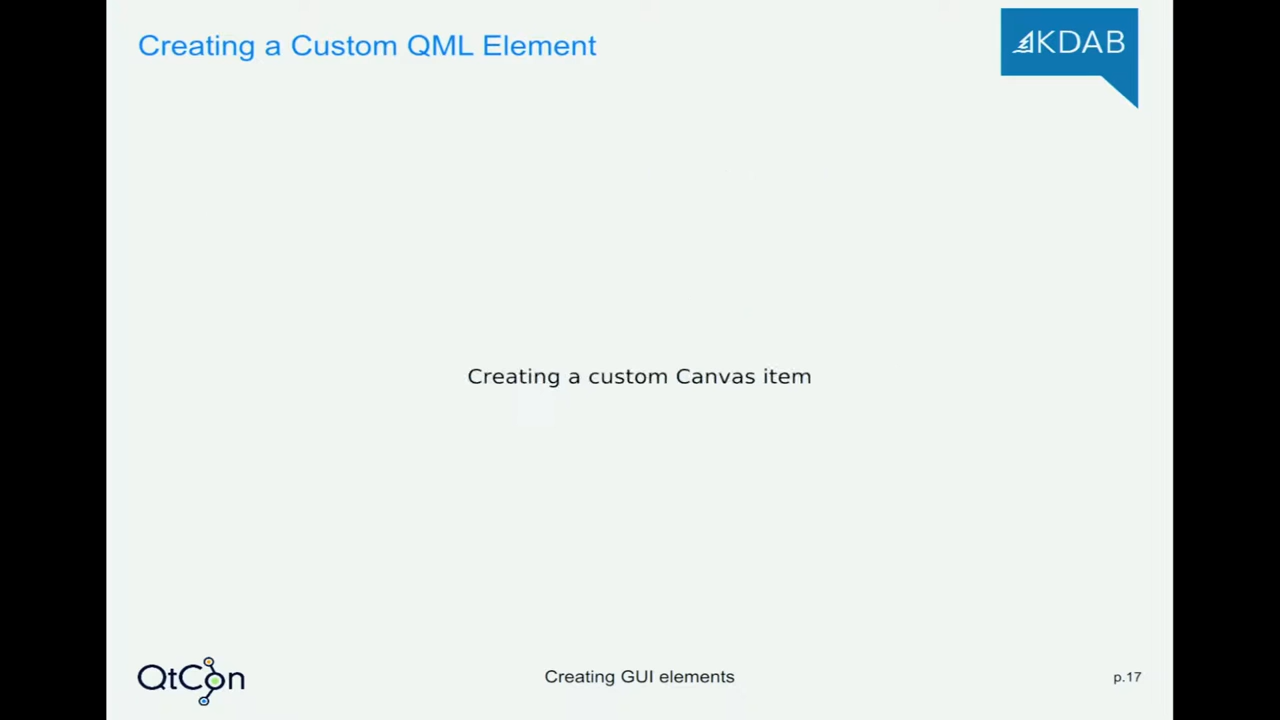 Creating a Custom QML Element
KDAB
Creating a custom Canvas item
QtCon
Creating GUI elements
p.17